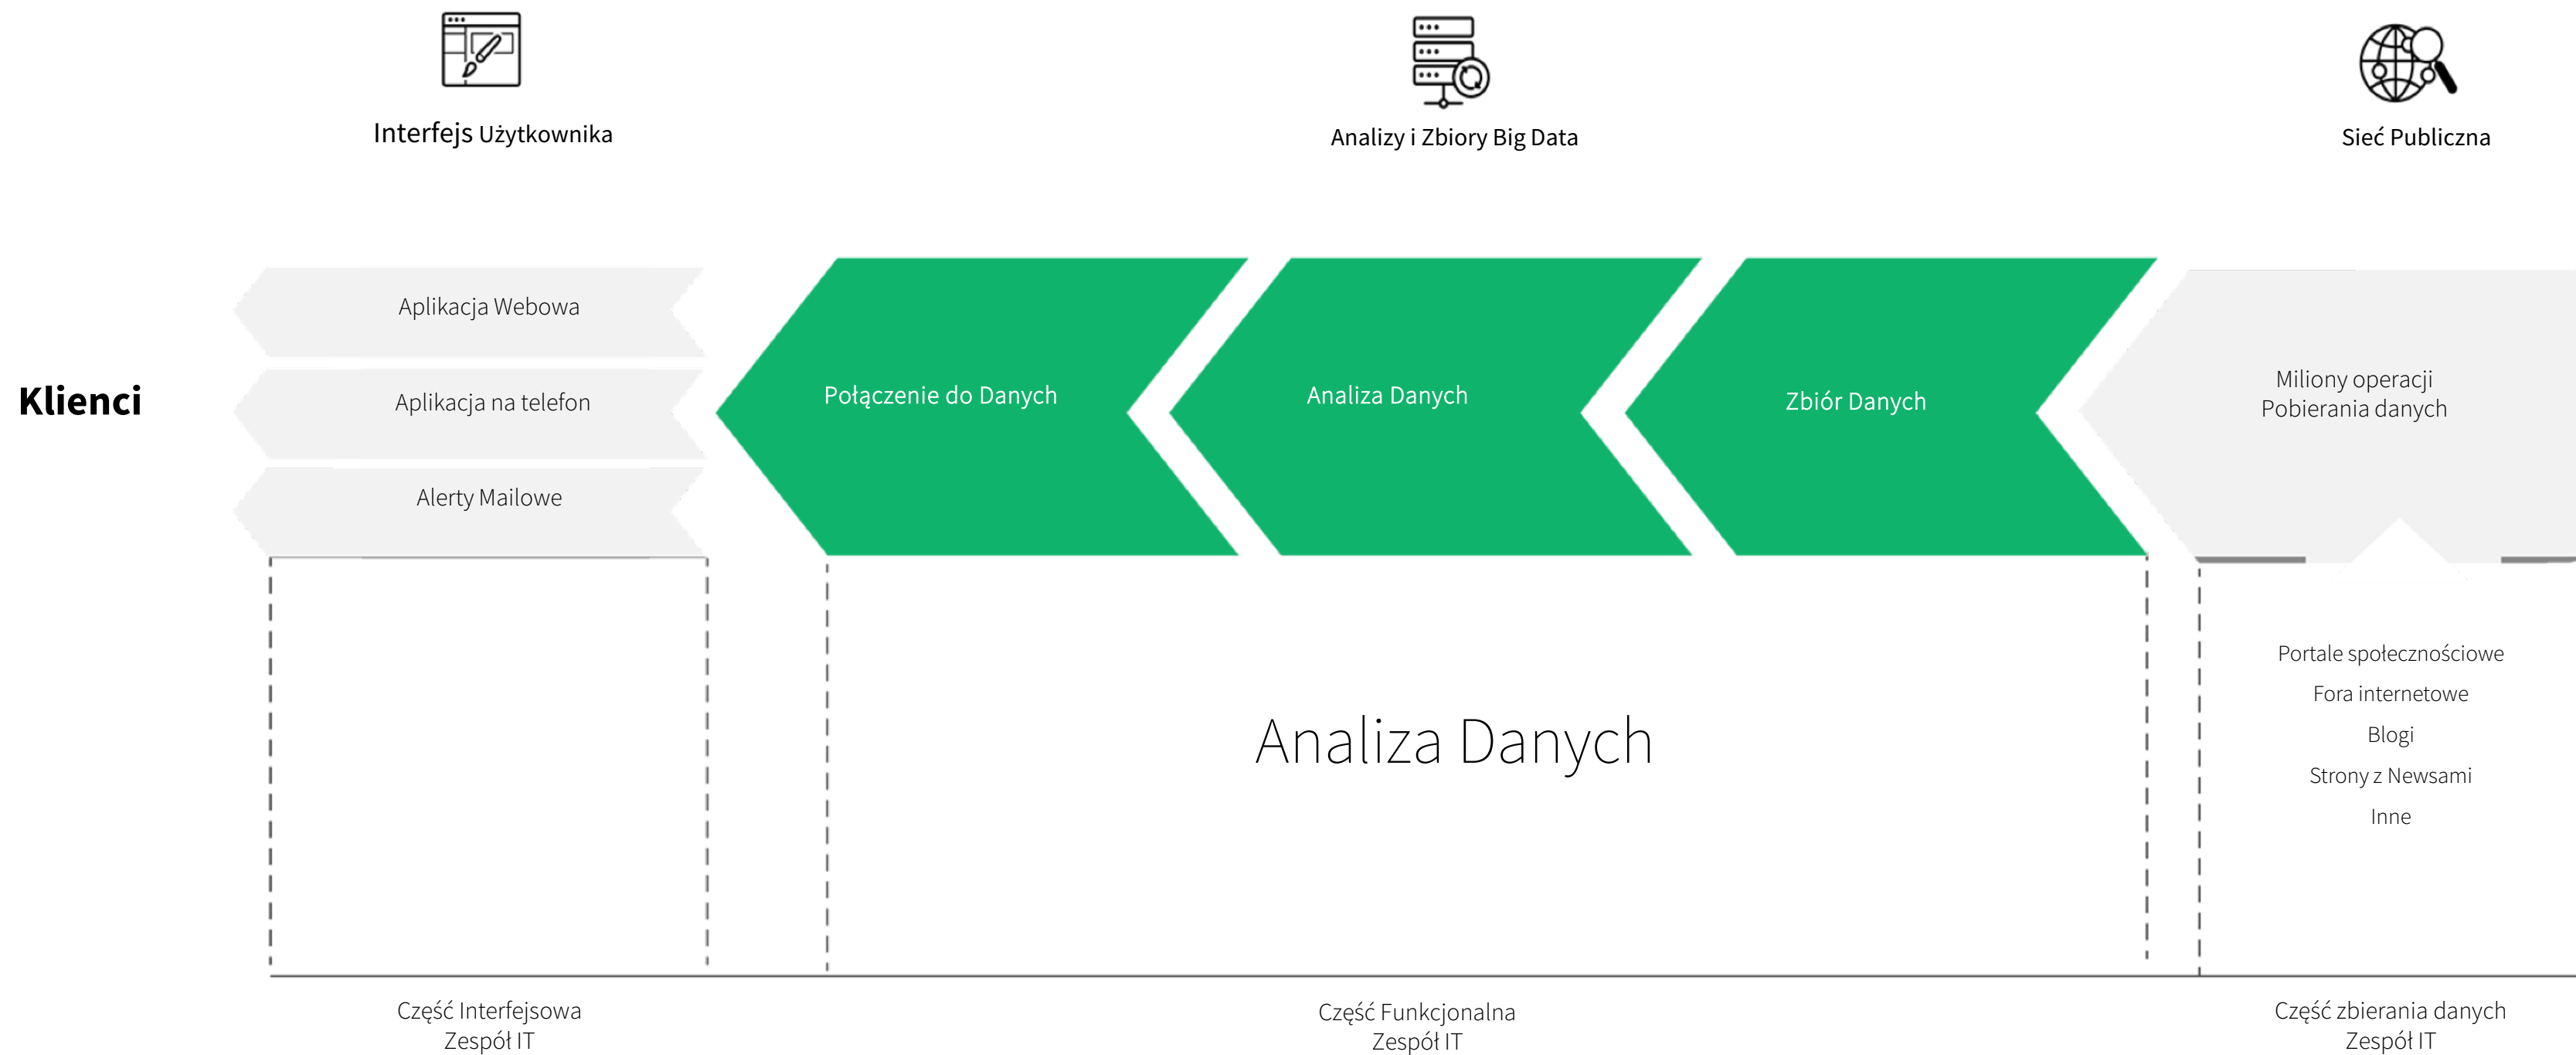 Interfejs Użytkownika
Analizy i Zbiory Big Data
Sieć Publiczna
Klienci
Aplikacja Webowa
Aplikacja na telefon
Alerty Mailowe
Połączenie do Danych
Analiza Danych
Zbiór Danych
Miliony operacji
Pobierania danych
Analiza Danych
Portale społecznościowe
Fora internetowe
Blogi
Strony z Newsami
Inne
Część Interfejsowa
Zespół IT
Część Funkcjonalna
Zespół IT
Część zbierania danych
Zespół IT